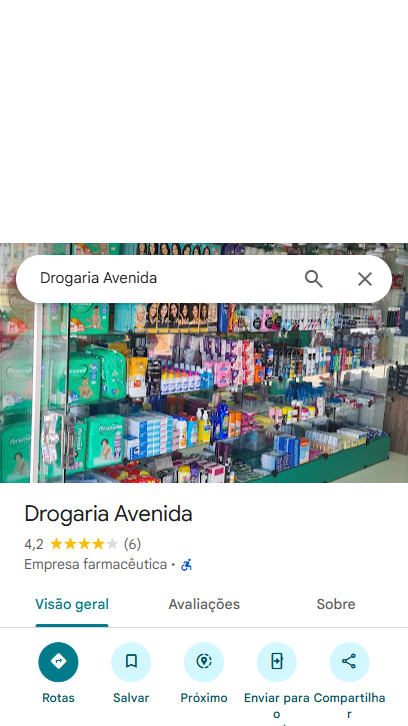 Drogaria Avenida
Drogaria Avenida
4,2 (6)
Empresa farmacêutica ·
Visão geral Avaliações Sobre
Rotas Salvar Próximo Enviar para o Compartilhar